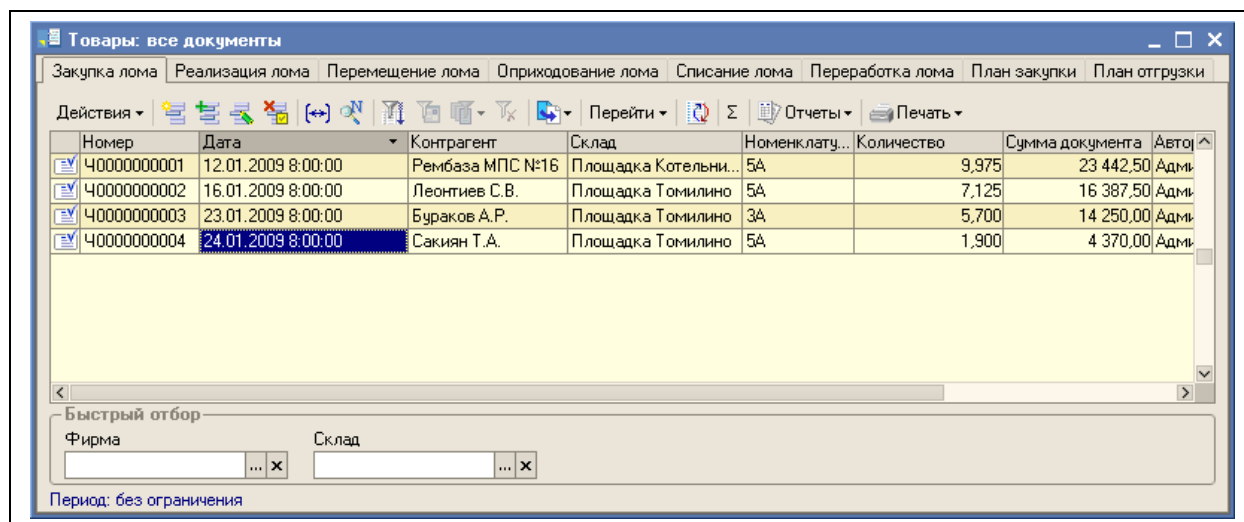 Товары: все документы
Закупка лома Реализация лома Перемещение лома Оприходование лома Списание лома Переработка лома План закупки План отгрузки
Действия Перейти Σ Отчеты Печать
Номер Дата Контрагент Склад Номенклату... Количество Сумма документа Автор
Ч0000000001 12.01.2009 8:00:00 Рембаза МПС №16 Площадка Котельни... 5А 9,975 23 442,50 Адми
Ч0000000002 16.01.2009 8:00:00 Леонтиев С.В. Площадка Томилино 5А 7,125 16 387,50 Адми
Ч0000000003 23.01.2009 8:00:00 Бураков А.Р. Площадка Томилино 3А 5,700 14 250,00 Адми
Ч0000000004 24.01.2009 8:00:00 Сакиян Т.А. Площадка Томилино 5А 1,900 4 370,00 Адми
Быстрый отбор
Фирма Склад
... x ... x
Период: без ограничения